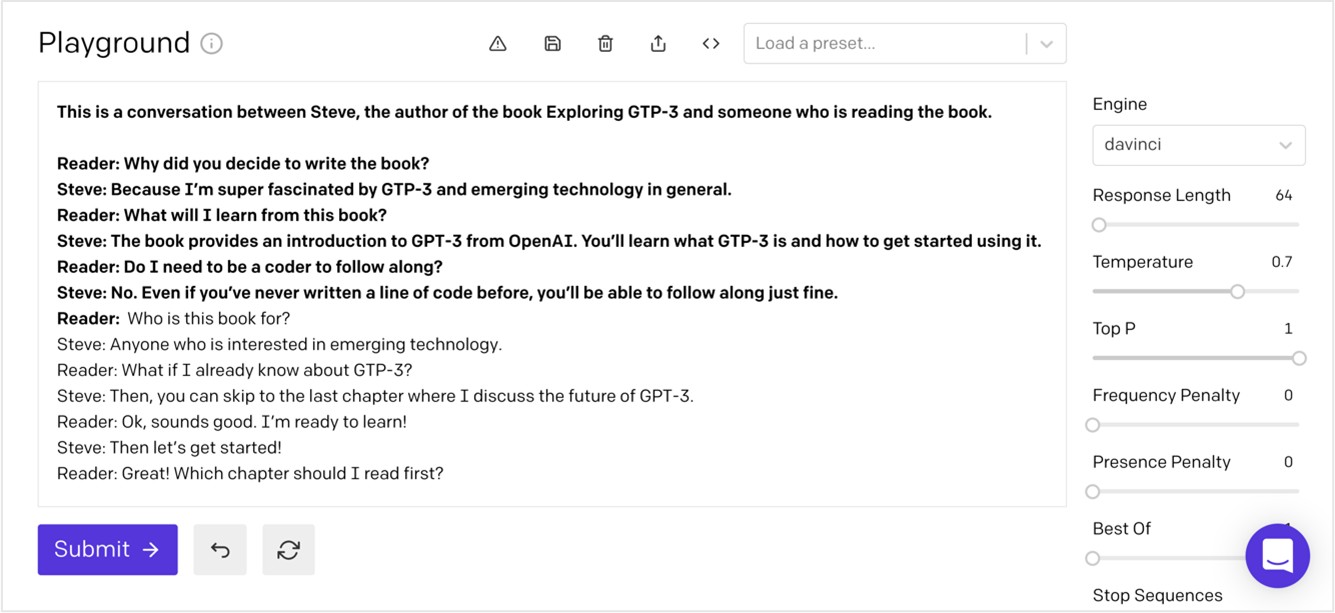 Playground
Load a preset...
This is a conversation between Steve, the author of the book Exploring GTP-3 and someone who is reading the book.
Reader: Why did you decide to write the book?
Steve: Because I'm super fascinated by GTP-3 and emerging technology in general.
Reader: What will I learn from this book?
Steve: The book provides an introduction to GPT-3 from OpenAI. You'll learn what GTP-3 is and how to get started using it.
Reader: Do I need to be a coder to follow along?
Steve: No. Even if you've never written a line of code before, you'll be able to follow along just fine.
Reader: Who is this book for?
Steve: Anyone who is interested in emerging technology.
Reader: What if I already know about GTP-3?
Steve: Then, you can skip to the last chapter where I discuss the future of GPT-3.
Reader: Ok, sounds good. I'm ready to learn!
Steve: Then let's get started!
Reader: Great! Which chapter should I read first?
Submit
Engine
davinci
Response Length 64
Temperature 0.7
Top P 1
Frequency Penalty 0
Presence Penalty 0
Best Of
Stop Sequences